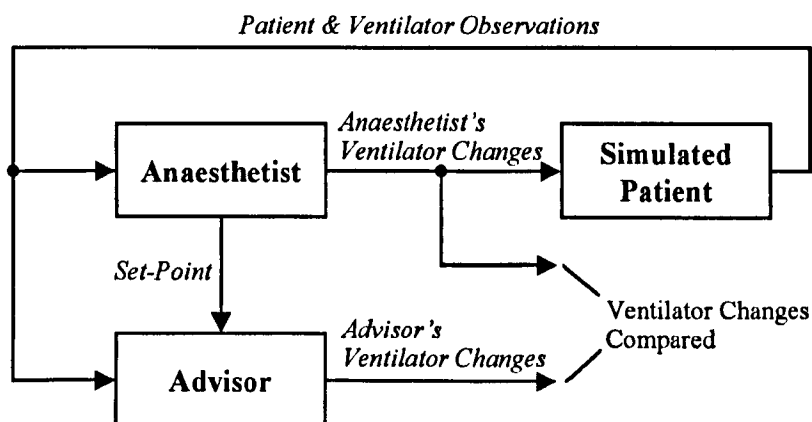 Patient & Ventilator Observations
Anaesthetist's
Ventilator Changes
Anaesthetist
Simulated
Patient
Set-Point
Ventilator Changes
Compared
Advisor's
Ventilator Changes
Advisor